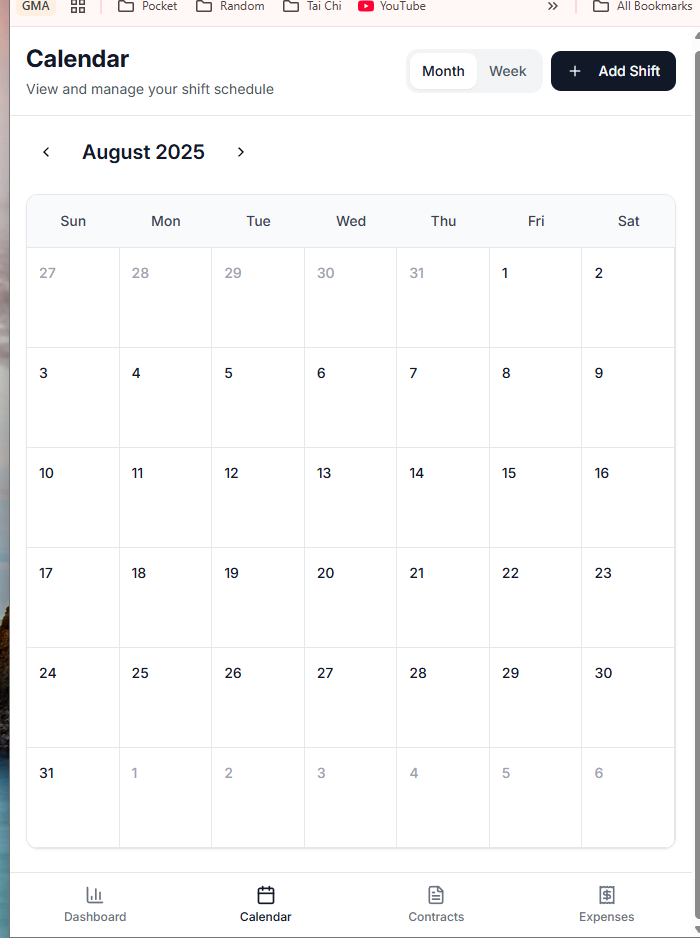 GMA Pocket Random Tai Chi YouTube » All Bookmarks
Calendar
View and manage your shift schedule
Month Week + Add Shift
< August 2025 >
Sun Mon Tue Wed Thu Fri Sat
27 28 29 30 31 1 2
3 4 5 6 7 8 9
10 11 12 13 14 15 16
17 18 19 20 21 22 23
24 25 26 27 28 29 30
31 1 2 3 4 5 6
Dashboard Calendar Contracts Expenses